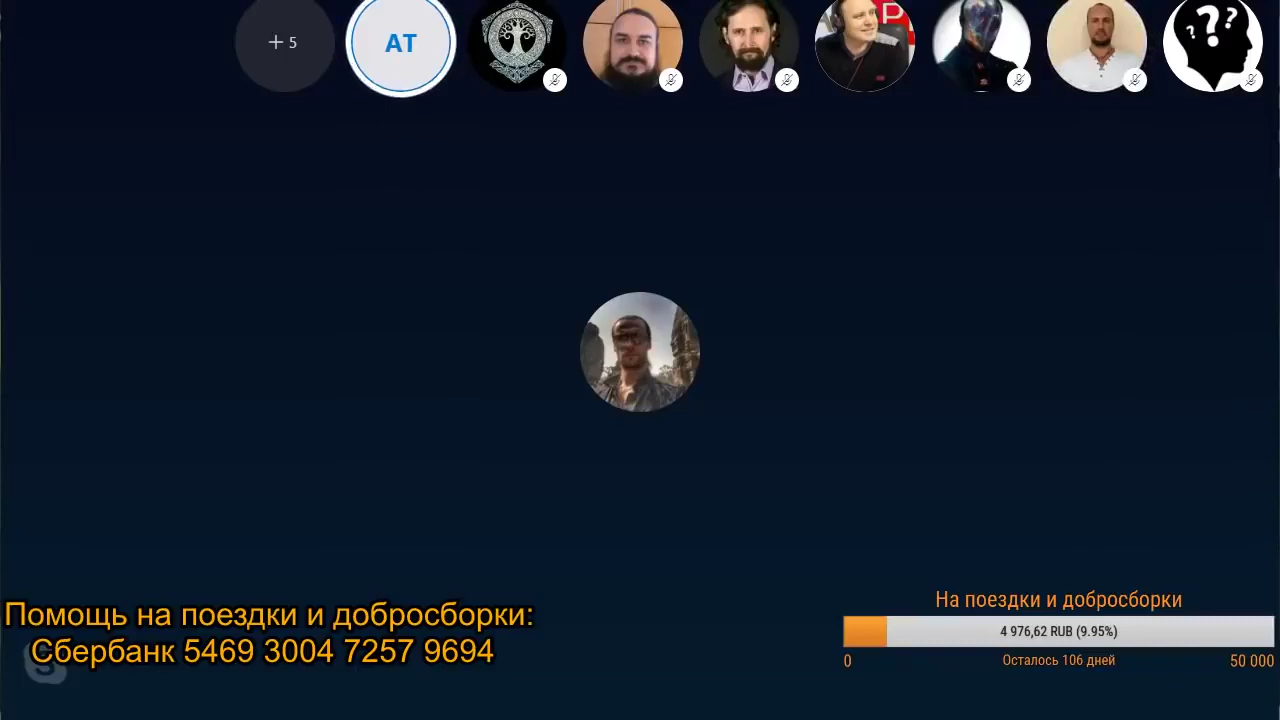 + 5
AT
P
? ? ?
Помощь на поездки и добросборки:
Сбербанк 5469 3004 7257 9694
На поездки и добросборки
4 976,62 RUB (9.95%)
0
Осталось 106 дней
50 000